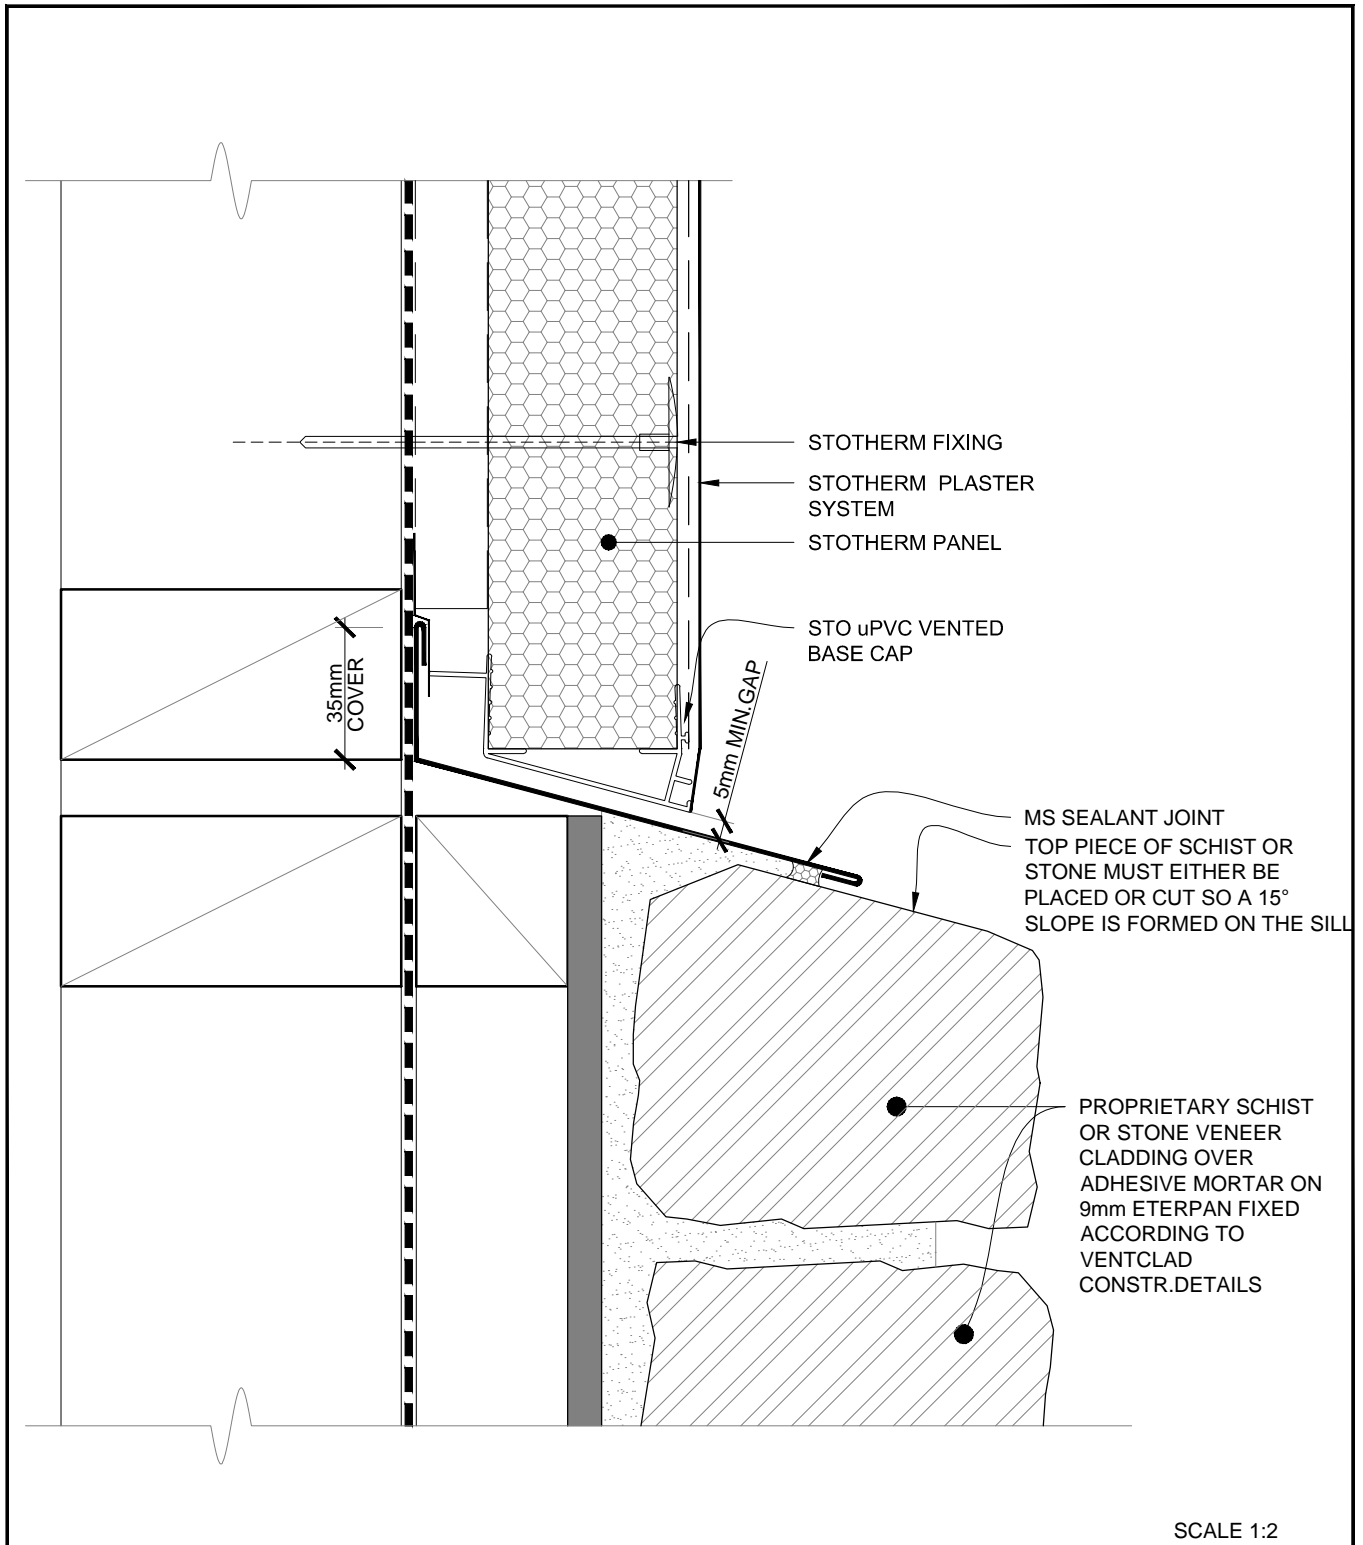 STOTHERM FIXING
STOTHERM PLASTER
SYSTEM
STOTHERM PANEL
STO uPVC VENTED
BASE CAP
35mm
COVER
5mm MIN.GAP
MS SEALANT JOINT
TOP PIECE OF SCHIST OR
STONE MUST EITHER BE
PLACED OR CUT SO A 15°
SLOPE IS FORMED ON THE SILL
PROPRIETARY SCHIST
OR STONE VENEER
CLADDING OVER
ADHESIVE MORTAR ON
9mm ETERPAN FIXED
ACCORDING TO
VENTCLAD
CONSTR.DETAILS
SCALE 1:2